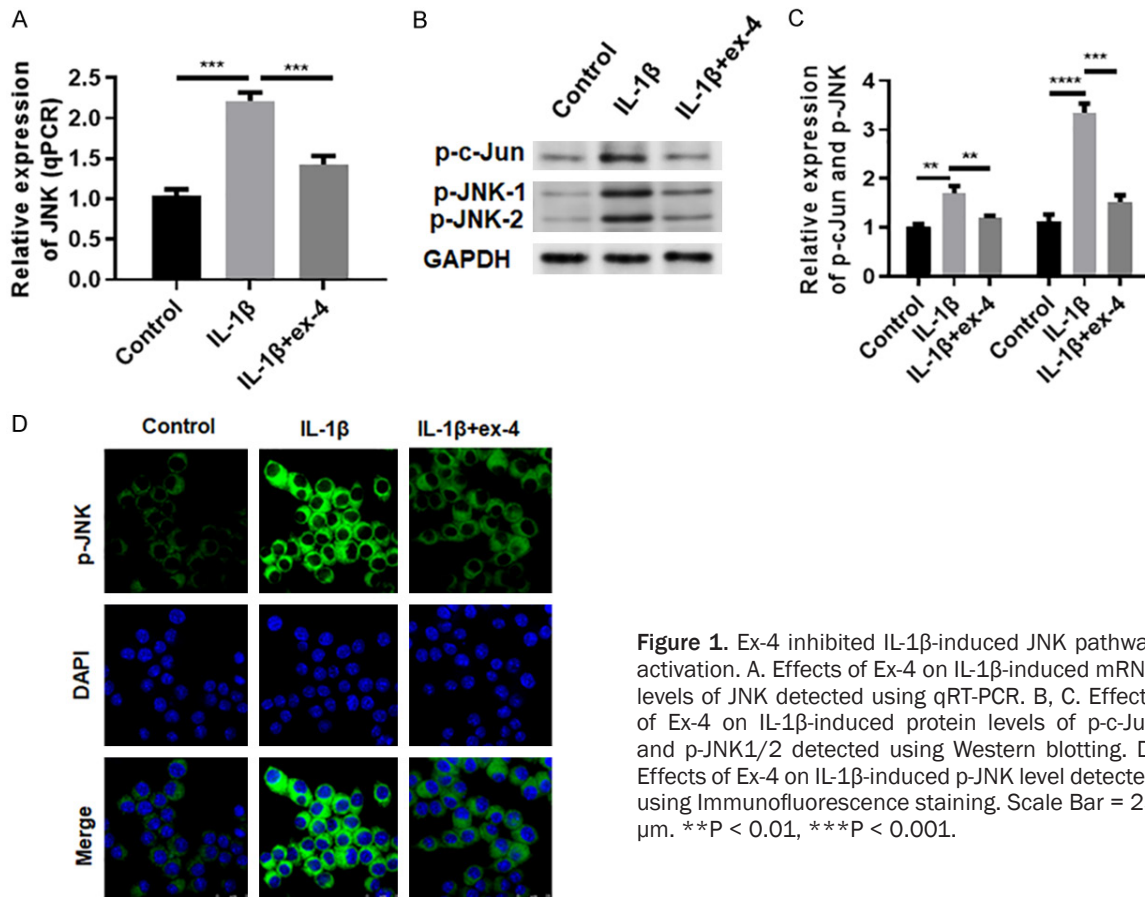 A
Relative expression
of JNK (qPCR)
2.5
2.0
1.5
1.0
0.5
0.0
***
***
Control
IL-1β
IL-1β+ex-4
B
Control
IL-1β
IL-1β+ex-4
p-c-Jun
p-JNK-1
p-JNK-2
GAPDH
C
Relative expression
of p-cJun and p-JNK
4
3
2
1
0
**
**
****
***
Control
IL-1β
IL-1β+ex-4
Control
IL-1β
IL-1β+ex-4
D
Control
IL-1β
IL-1β+ex-4
p-JNK
DAPI
Merge
Figure 1. Ex-4 inhibited IL-1β-induced JNK pathwa
activation. A. Effects of Ex-4 on IL-1β-induced mRN
levels of JNK detected using qRT-PCR. B, C. Effect
of Ex-4 on IL-1β-induced protein levels of p-c-Ju
and p-JNK1/2 detected using Western blotting. D
Effects of Ex-4 on IL-1β-induced p-JNK level detecte
using Immunofluorescence staining. Scale Bar = 2
μm. **P < 0.01, ***P < 0.001.